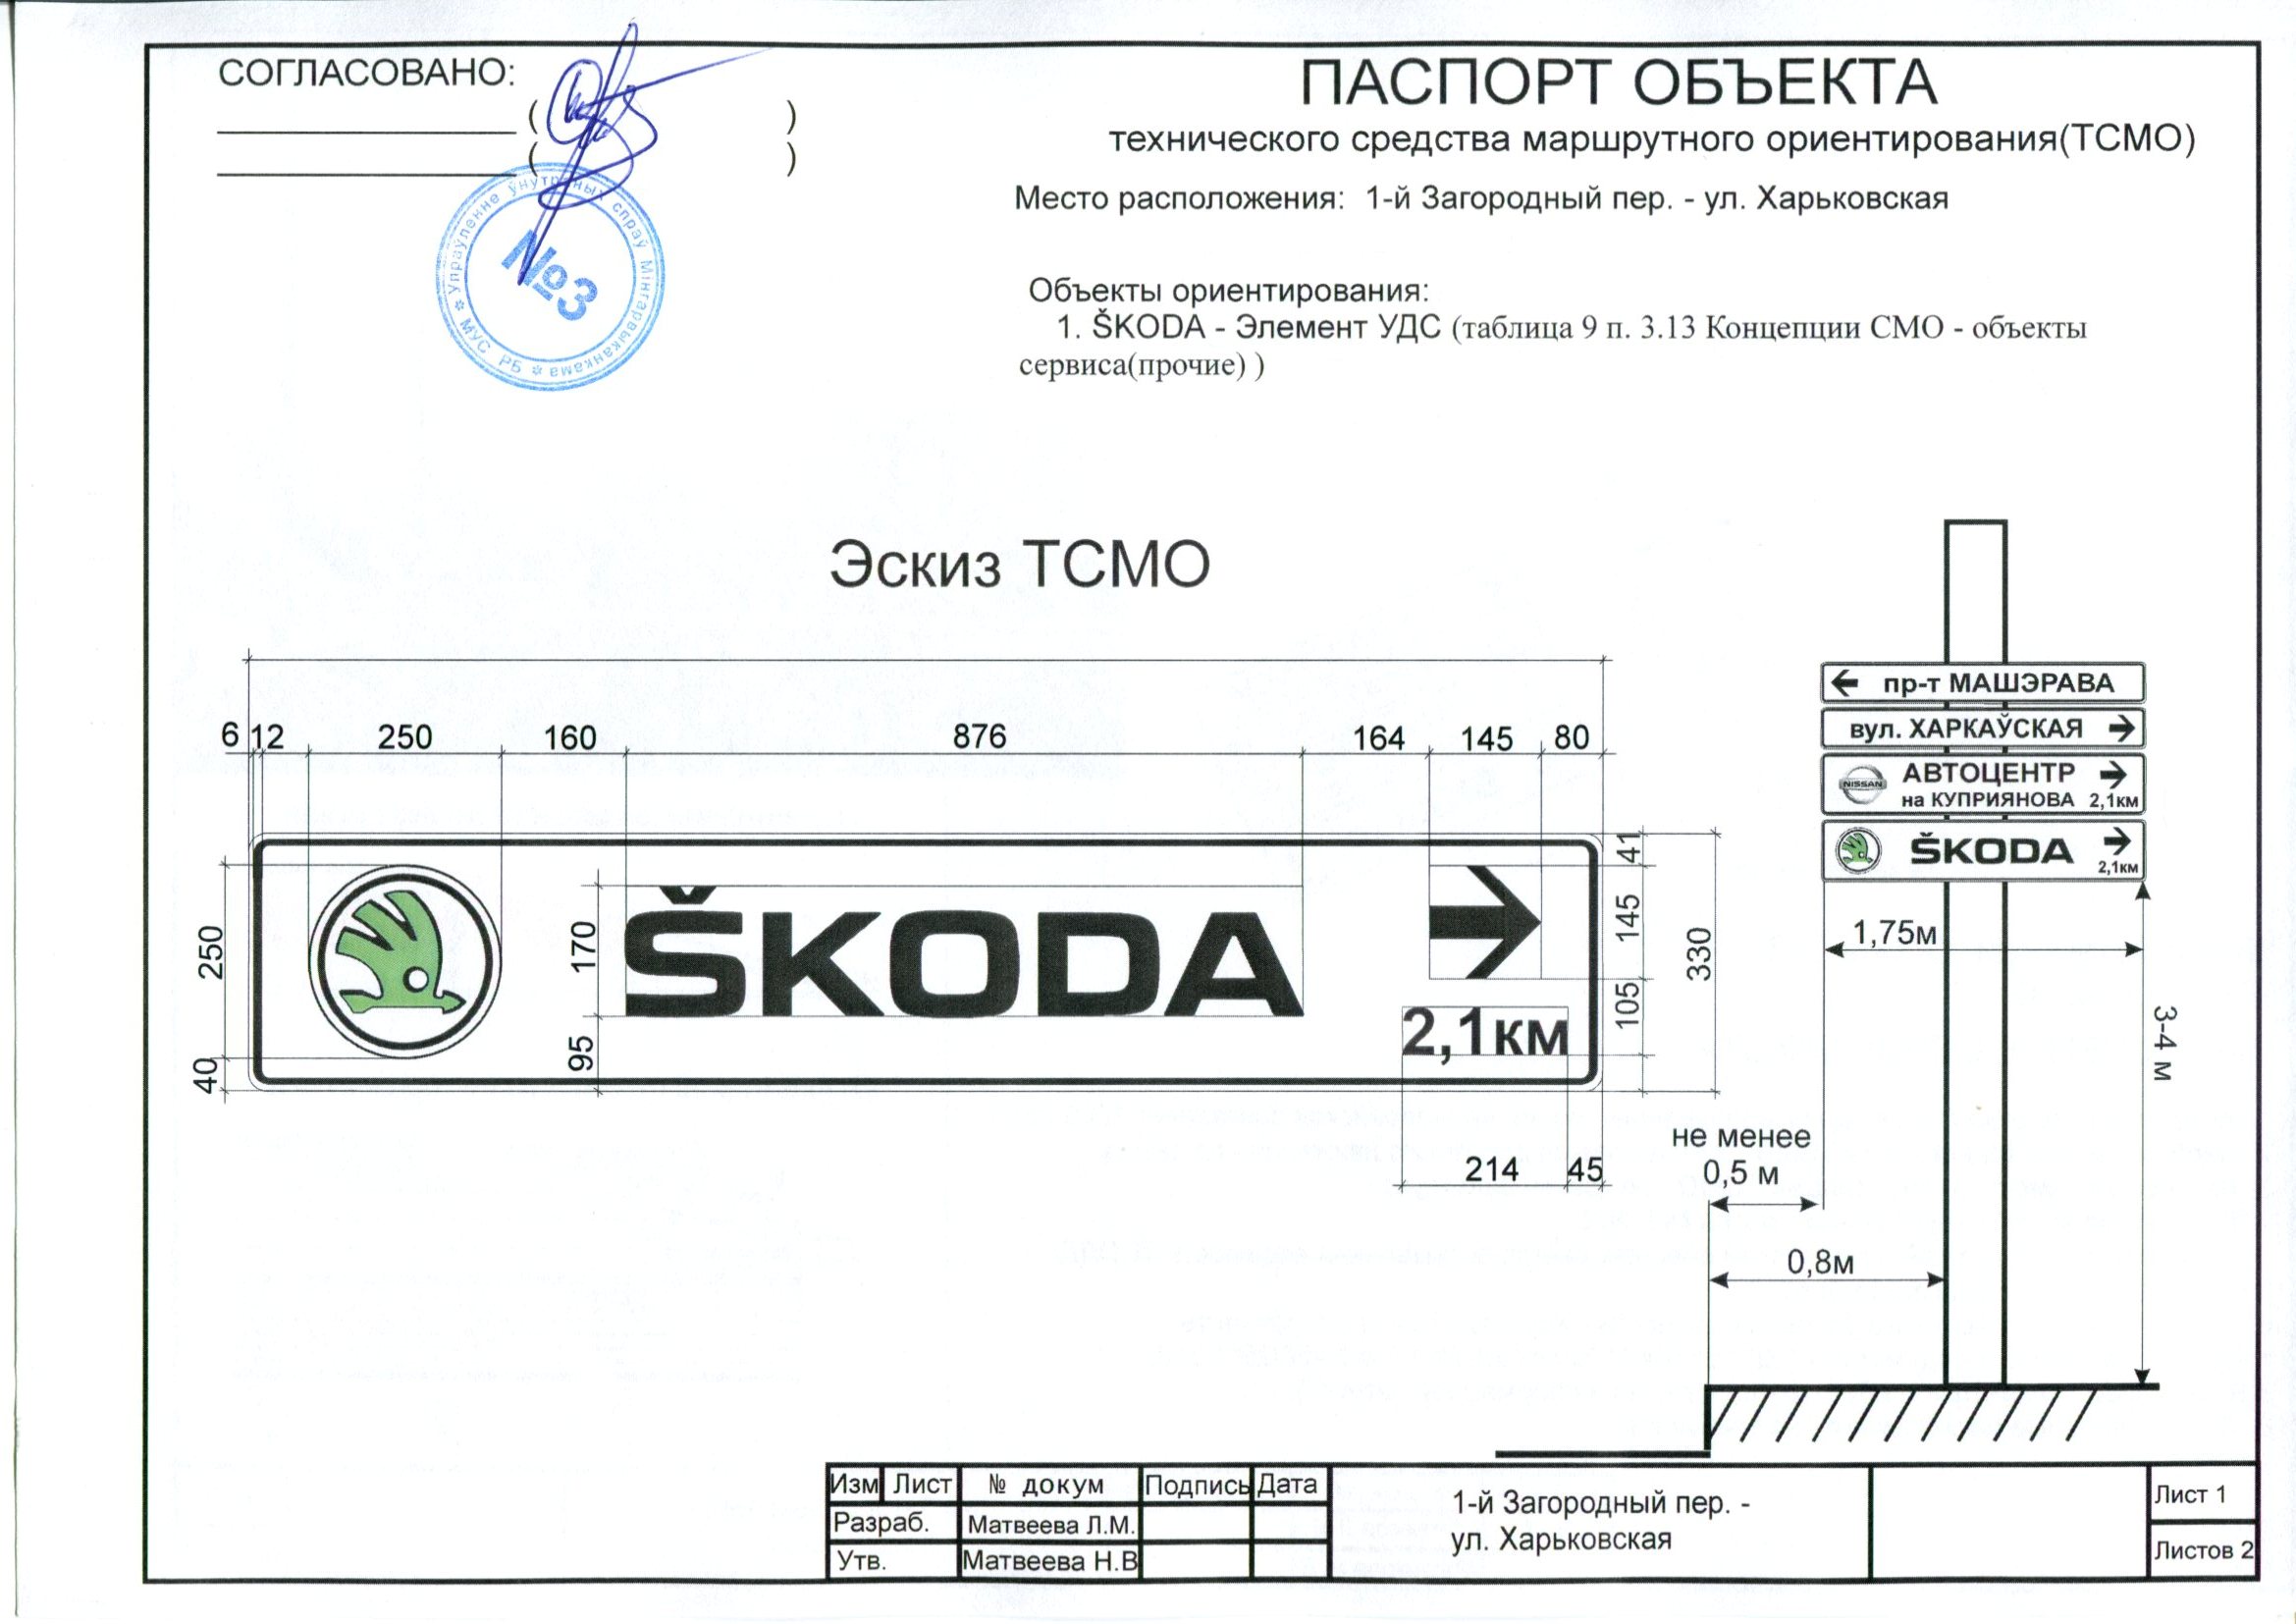 СОГЛАСОВАНО:
( )
( )
Упраўленне ўнутраных спраў Мінгарвыканкама * МУС РБ *
№3
ПАСПОРТ ОБЪЕКТА
технического средства маршрутного ориентирования(ТСМО)
Место расположения: 1-й Загородный пер. - ул. Харьковская
Объекты ориентирования:
1. ŠKODA - Элемент УДС (таблица 9 п. 3.13 Концепции СМО - объекты
сервиса(прочие) )
Эскиз ТСМО
6 12 250 160 876 164 145 80
250
40
170
95
ŠKODA
2,1км
41
145
105
330
214 45
пр-т МАШЭРАВА
вул. ХАРКАЎСКАЯ
NISSAN
АВТОЦЕНТР
на КУПРИЯНОВА 2,1км
ŠKODA
2,1км
1,75м
3-4 м
не менее
0,5 м
0,8м
Изм Лист № докум Подпись Дата
Разраб. Матвеева Л.М.
Утв. Матвеева Н.В
1-й Загородный пер. -
ул. Харьковская
Лист 1
Листов 2